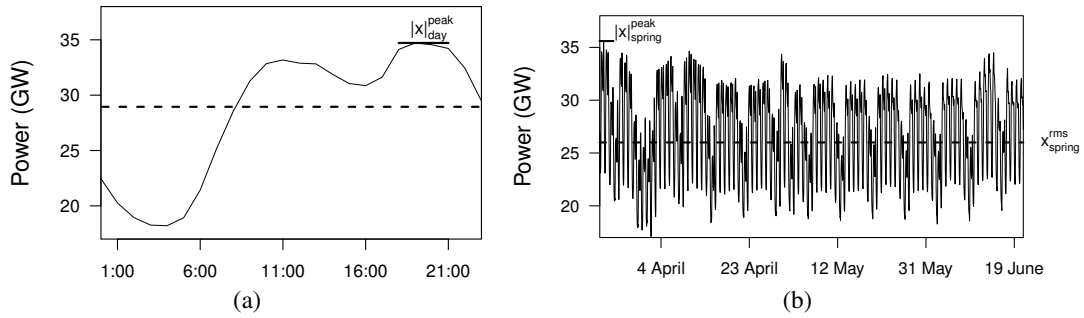 Power (GW)
35
30
25
20
|x|peak day
1:00 6:00 11:00 16:00 21:00
(a)
Power (GW)
35
30
25
20
|x|peak spring
xrms spring
4 April 23 April 12 May 31 May 19 June
(b)